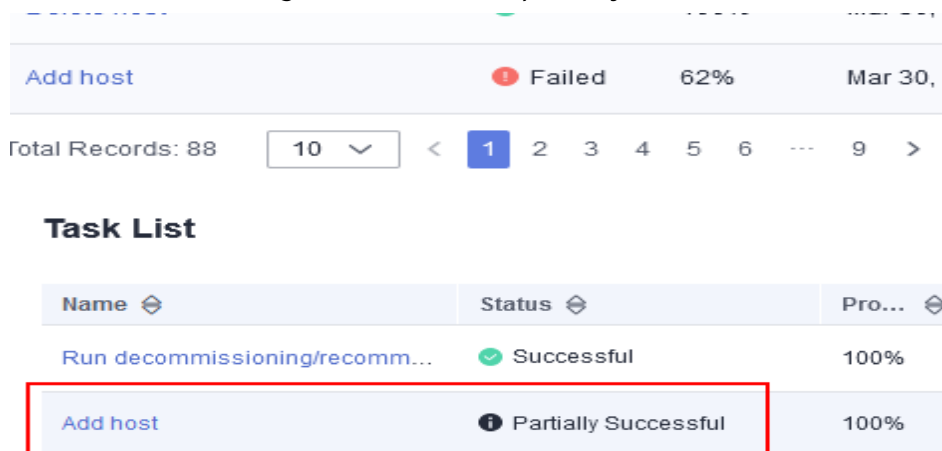 Add host Failed 62% Mar 30,
Total Records: 88 10 < 1 2 3 4 5 6 ... 9 >
Task List
Name Status Pro...
Run decommissioning/recomm... Successful 100%
Add host Partially Successful 100%